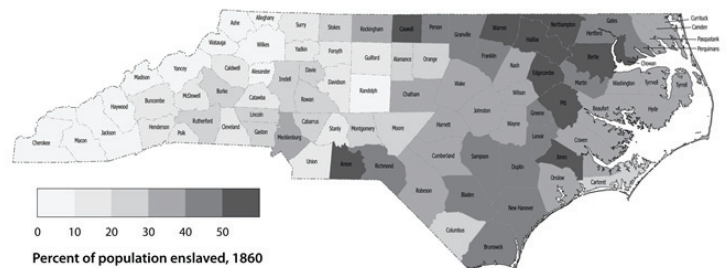 Ashe
Alleghany
Surry
Stokes
Rockingham
Caswell
Person
Granville
Warren
Halifax
Northampton
Hertford
Gates
Currituck
Camden
Pasquotank
Perquimans
Chowan
Watauga
Wilkes
Yadkin
Forsyth
Guilford
Alamance
Orange
Franklin
Nash
Edgecombe
Bertie
Madison
Yancey
Caldwell
Alexander
Iredell
Davie
Davidson
Randolph
Chatham
Wake
Wilson
Martin
Washington
Tyrrell
Haywood
Buncombe
McDowell
Burke
Catawba
Rowan
Johnston
Greene
Pitt
Beaufort
Hyde
Cherokee
Macon
Jackson
Henderson
Polk
Rutherford
Cleveland
Lincoln
Gaston
Mecklenburg
Cabarrus
Stanly
Montgomery
Moore
Harnett
Wayne
Lenoir
Craven
Union
Anson
Richmond
Cumberland
Sampson
Duplin
Jones
Onslow
Carteret
Robeson
Bladen
New Hanover
Columbus
Brunswick
0 10 20 30 40 50
Percent of population enslaved, 1860